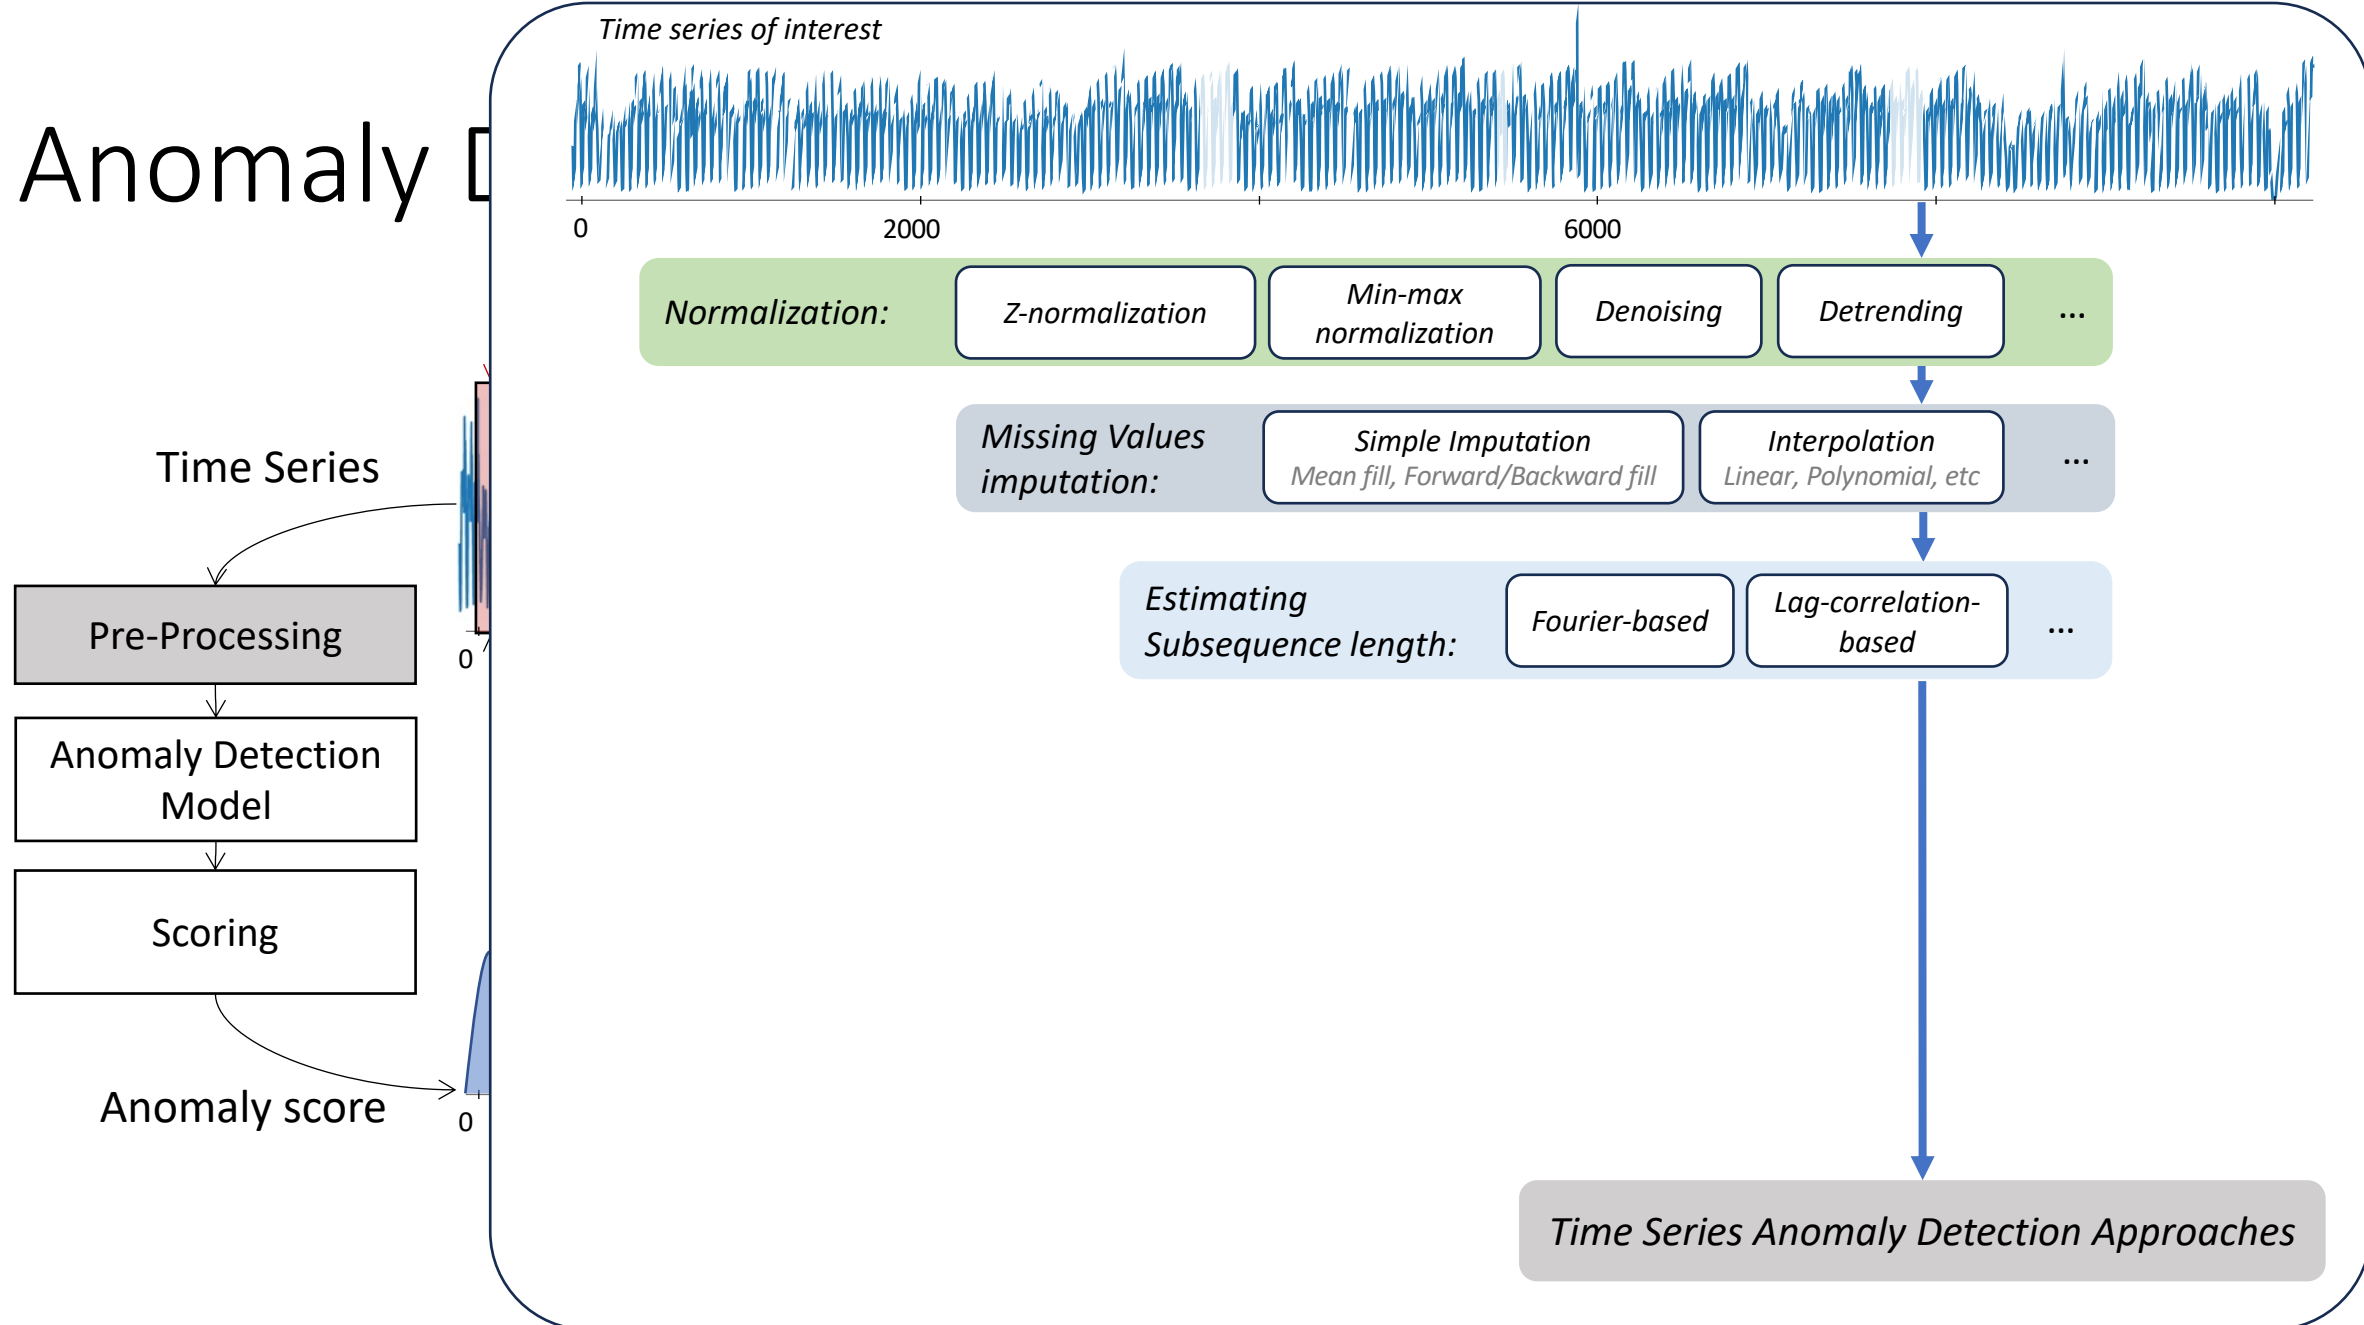 Anomaly D
Time series of interest
0
2000
6000
Normalization:
Z-normalization
Min-max
normalization
Denoising
Detrending
...
Missing Values
imputation:
Simple Imputation
Mean fill, Forward/Backward fill
Interpolation
Linear, Polynomial, etc
...
Estimating
Subsequence length:
Fourier-based
Lag-correlation-
based
...
Time Series Anomaly Detection Approaches
Time Series
Pre-Processing
Anomaly Detection
Model
Scoring
Anomaly score
0
0